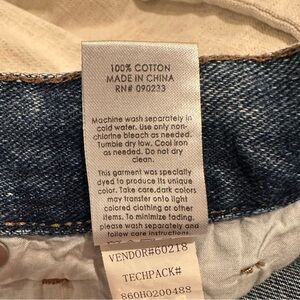 100% COTTON
MADE IN CHINA
RN# 090233
Machine wash separately in
cold water. Use only non-
chlorine bleach as needed.
Tumble dry low. Cool iron
as needed. Do not dry
clean.
This garment was specially
dyed to produce its unique
color. Take care,dark colors
may transfer onto light
colored clothing or other
items. To minimize fading,
please wash separately and
follow care instructions.
VENDOR#60218
TECHPACK#
860H0200488